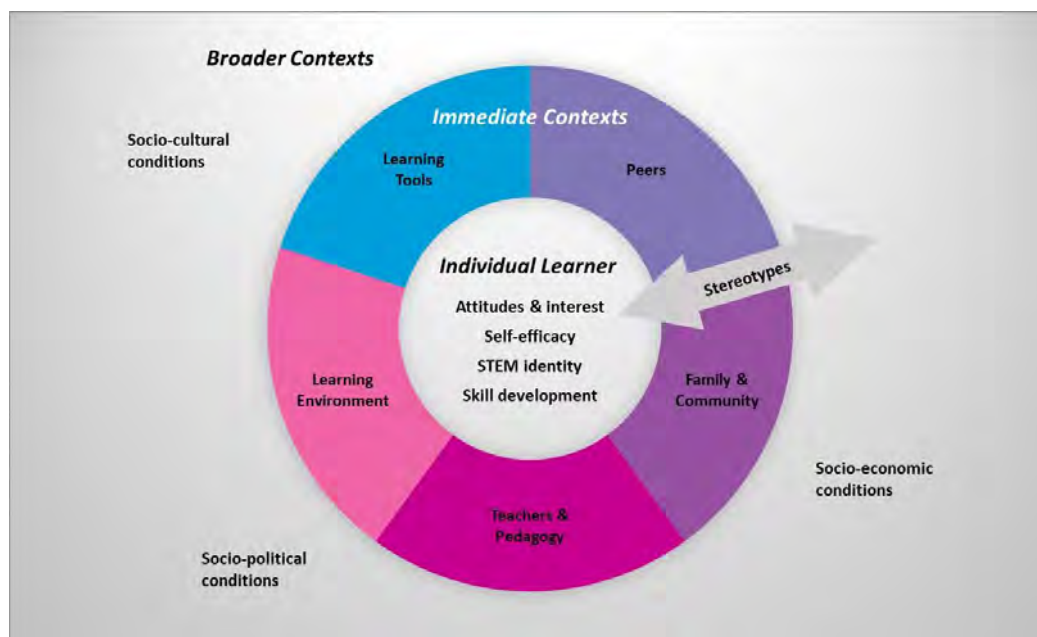 Broader Contexts
Immediate Contexts
Socio-cultural
conditions
Learning
Tools
Peers
Individual Learner
Attitudes & interest
Self-efficacy
STEM identity
Skill development
Stereotypes
Learning
Environment
Family &
Community
Teachers &
Pedagogy
Socio-economic
conditions
Socio-political
conditions